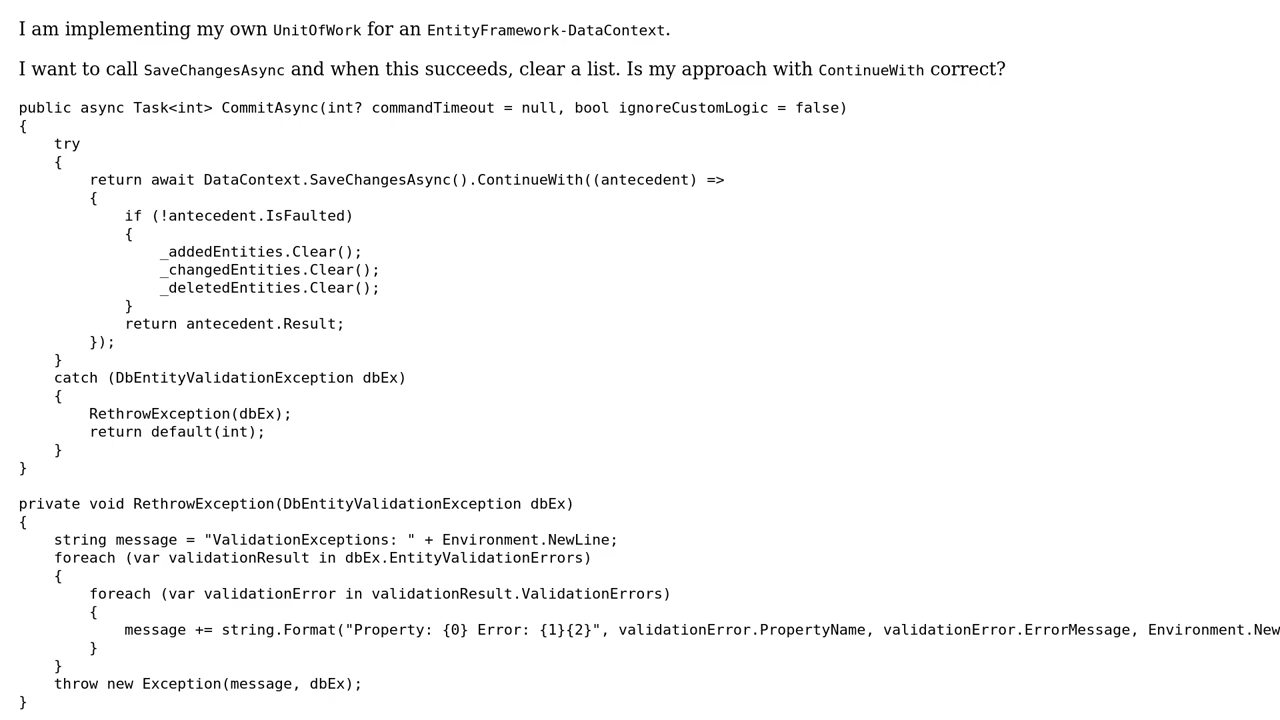 I am implementing my own UnitOfWork for an EntityFramework-DataContext.
I want to call SaveChangesAsync and when this succeeds, clear a list. Is my approach with ContinueWith correct?
public async Task<int> CommitAsync(int? commandTimeout = null, bool ignoreCustomLogic = false)
{
    try
    {
        return await DataContext.SaveChangesAsync().ContinueWith((antecedent) =>
        {
            if (!antecedent.IsFaulted)
            {
                _addedEntities.Clear();
                _changedEntities.Clear();
                _deletedEntities.Clear();
            }
            return antecedent.Result;
        });
    }
    catch (DbEntityValidationException dbEx)
    {
        RethrowException(dbEx);
        return default(int);
    }
}

private void RethrowException(DbEntityValidationException dbEx)
{
    string message = "ValidationExceptions: " + Environment.NewLine;
    foreach (var validationResult in dbEx.EntityValidationErrors)
    {
        foreach (var validationError in validationResult.ValidationErrors)
        {
            message += string.Format("Property: {0} Error: {1}{2}", validationError.PropertyName, validationError.ErrorMessage, Environment.New
        }
    }
    throw new Exception(message, dbEx);
}